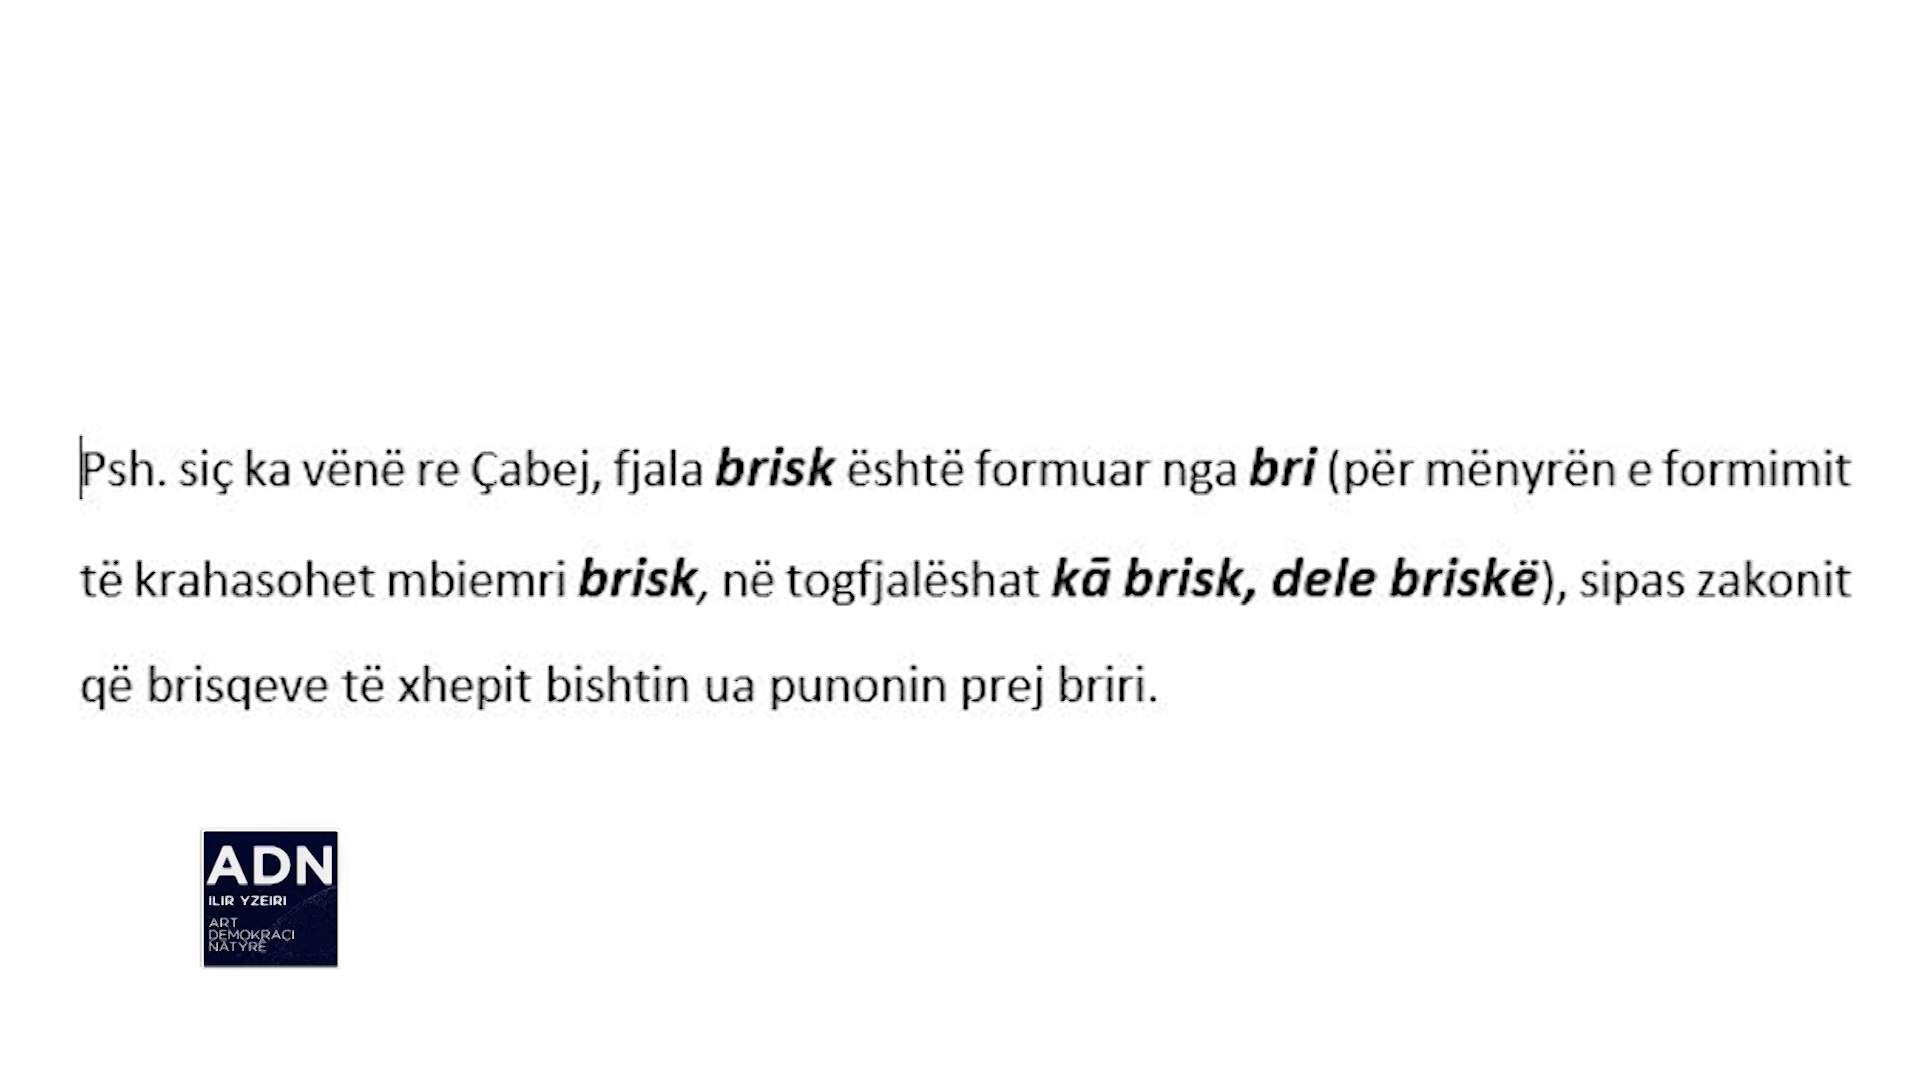 Psh. siç ka vënë re Çabej, fjala brisk është formuar nga bri (për mënyrën e formimit
të krahasohet mbiemri brisk, në togfjalëshat kā brisk, dele briskë), sipas zakonit
që brisqeve të xhepit bishtin ua punonin prej briri.
ADN
ILIR YZEIRI
ART
DEMOKRACI
NATYRË